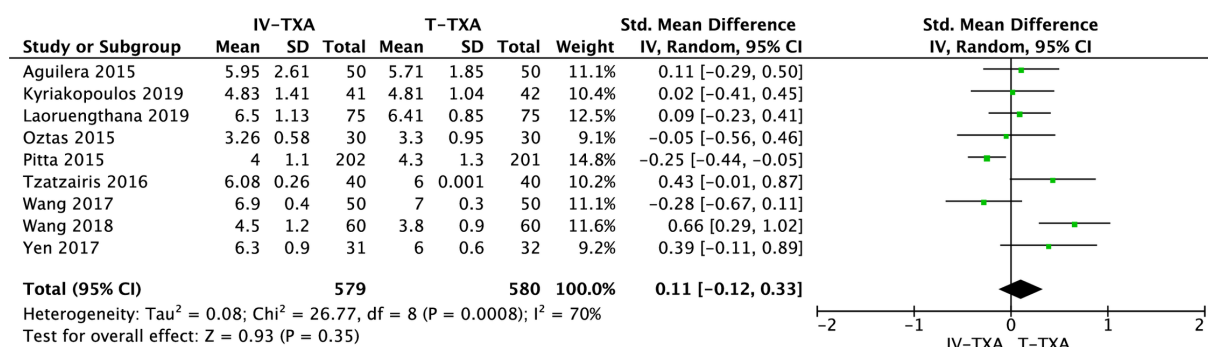 IV-TXA T-TXA Std. Mean Difference Std. Mean Difference
Study or Subgroup Mean SD Total Mean SD Total Weight IV, Random, 95% CI IV, Random, 95% CI
Aguilera 2015 5.95 2.61 50 5.71 1.85 50 11.1% 0.11 [-0.29, 0.50]
Kyriakopoulos 2019 4.83 1.41 41 4.81 1.04 42 10.4% 0.02 [-0.41, 0.45]
Laoruengthana 2019 6.5 1.13 75 6.41 0.85 75 12.5% 0.09 [-0.23, 0.41]
Oztas 2015 3.26 0.58 30 3.3 0.95 30 9.1% -0.05 [-0.56, 0.46]
Pitta 2015 4 1.1 202 4.3 1.3 201 14.8% -0.25 [-0.44, -0.05]
Tzatzairis 2016 6.08 0.26 40 6 0.001 40 10.2% 0.43 [-0.01, 0.87]
Wang 2017 6.9 0.4 50 7 0.3 50 11.1% -0.28 [-0.67, 0.11]
Wang 2018 4.5 1.2 60 3.8 0.9 60 11.6% 0.66 [0.29, 1.02]
Yen 2017 6.3 0.9 31 6 0.6 32 9.2% 0.39 [-0.11, 0.89]
Total (95% CI) 579 580 100.0% 0.11 [-0.12, 0.33]
Heterogeneity: Tau² = 0.08; Chi² = 26.77, df = 8 (P = 0.0008); I² = 70%
Test for overall effect: Z = 0.93 (P = 0.35)
-2 -1 0 1 2
IV-TXA T-TXA